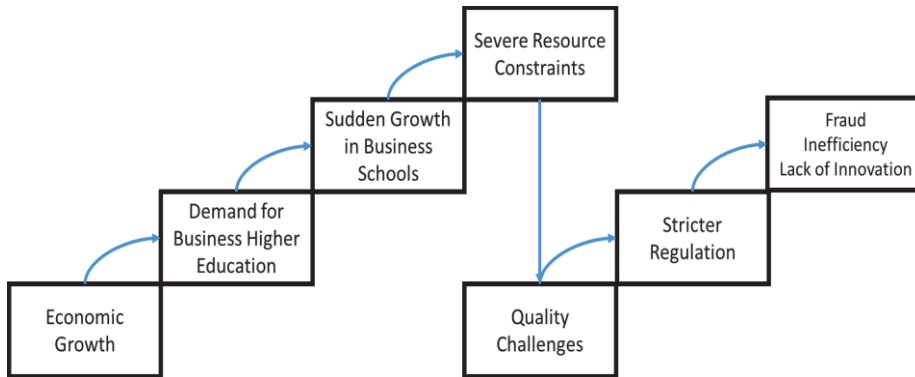 Economic
Growth
Demand for
Business Higher
Education
Sudden Growth
in Business
Schools
Severe Resource
Constraints
Quality
Challenges
Stricter
Regulation
Fraud
Inefficiency
Lack of Innovation